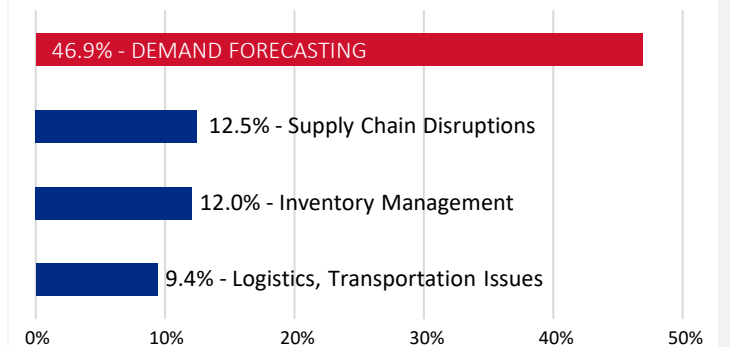 46.9% - DEMAND FORECASTING
12.5% - Supply Chain Disruptions
12.0% - Inventory Management
9.4% - Logistics, Transportation Issues
0% 10% 20% 30% 40% 50%